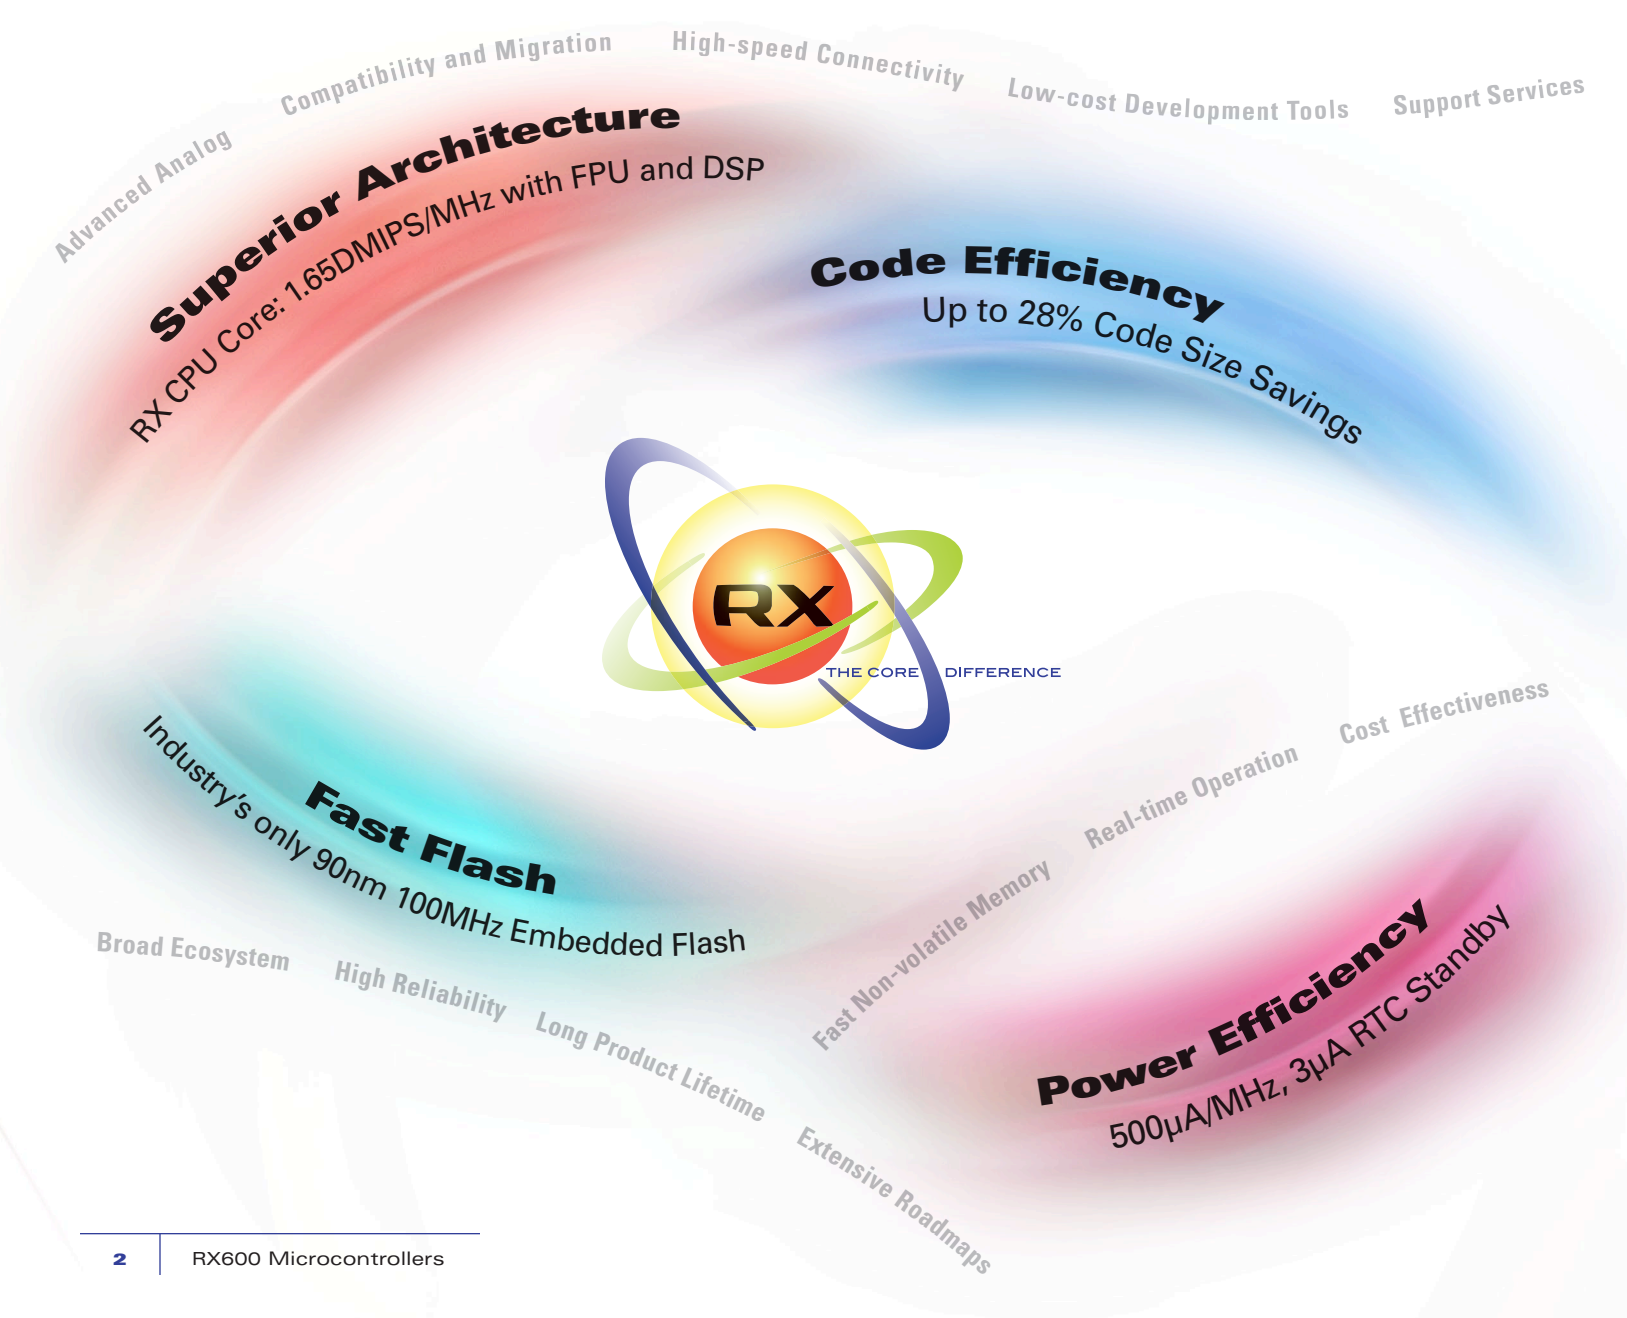 Advanced Analog
Compatibility and Migration
High-speed Connectivity
Low-cost Development Tools
Support Services
Superior Architecture
RX CPU Core: 1.65DMIPS/MHz with FPU and DSP
Code Efficiency
Up to 28% Code Size Savings
RX
THE CORE DIFFERENCE
Fast Flash
Industry's only 90nm 100MHz Embedded Flash
Broad Ecosystem
High Reliability
Long Product Lifetime
Extensive Roadmaps
Fast Non-volatile Memory
Real-time Operation
Cost Effectiveness
Power Efficiency
500µA/MHz, 3µA RTC Standby
2
RX600 Microcontrollers